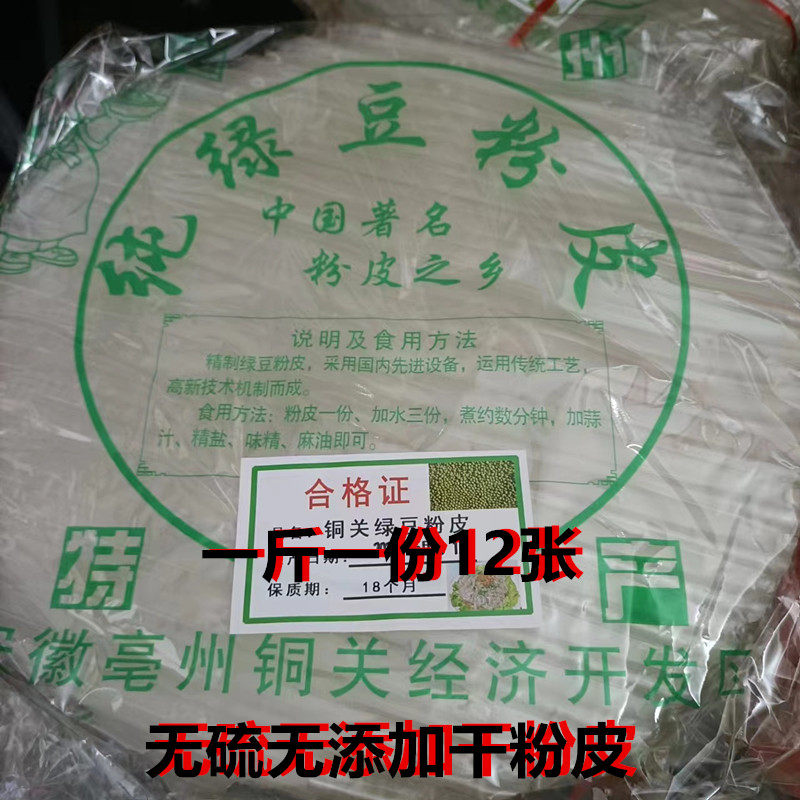 州
纯绿豆粉皮
中国著名
粉皮之乡
说明及食用方法
精制绿豆粉皮，采用国内先进设备，运用传统工艺，
高新技术机制而成。
食用方法：粉皮一份、加水三份，煮约数分钟，加蒜
汁、精盐、味精、麻油即可。
合格证
铜关绿豆粉皮
一斤一份12张
保质期：18个月
特产
安徽亳州铜关经济开发区
无硫无添加干粉皮